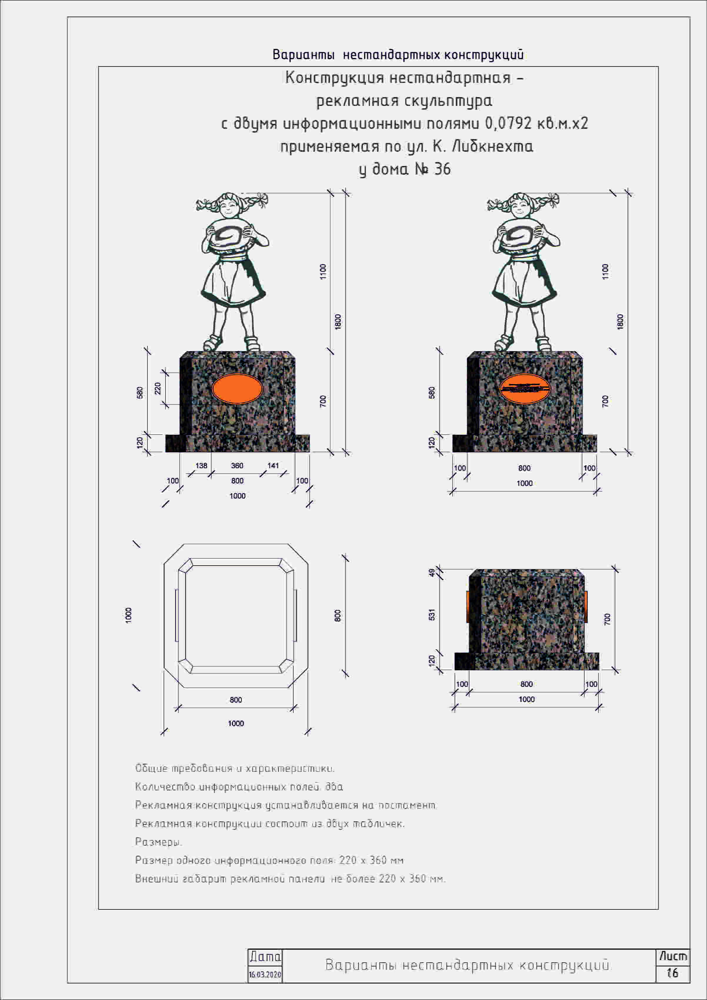 Варианты нестандартных конструкций
Конструкция нестандартная –
рекламная скульптура
с двумя информационными полями 0,0792 кв.м.х2
применяемая по ул. К. Либкнехта
у дома № 36
1100
1800
580
220
700
120
138 360 141
100 800 100
1000
1100
1800
580
700
120
100 800 100
1000
1000
800
800
1000
49
531
700
120
100 800 100
1000
Общие требования и характеристики.
Количество информационных полей: два
Рекламная конструкция устанавливается на постамент.
Рекламная конструкции состоит из двух табличек.
Размеры.
Размер одного информационного поля: 220 х 360 мм
Внешний габарит рекламной панели не более 220 х 360 мм.
Дата
16.03.2020
Варианты нестандартных конструкций.
Лист
16